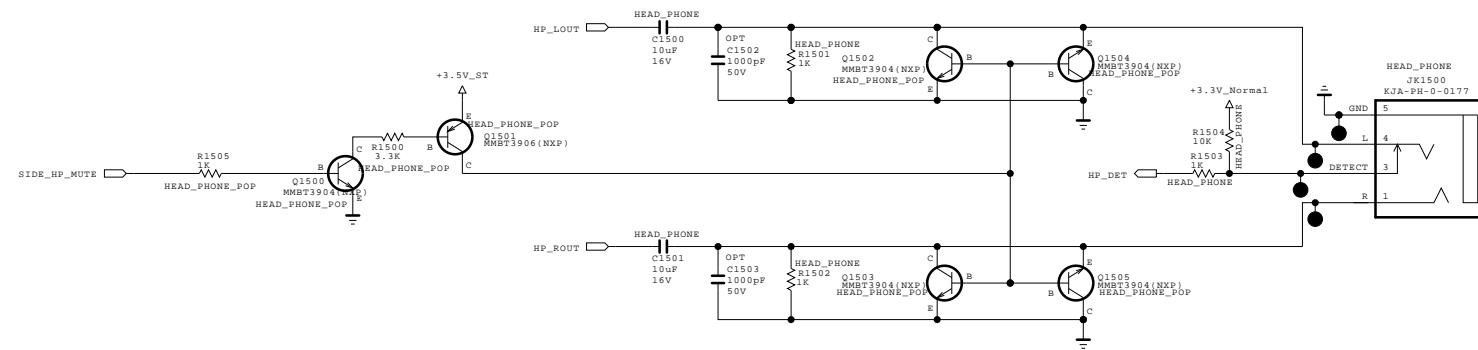 HEAD_PHONE
HP_LOUT
C1500
10uF
16V
OPT
C1502
1000pF
50V
HEAD_PHONE
R1501
1K
C
B
E
Q1502
MMBT3904(NXP)
HEAD_PHONE_POP
E
B
C
Q1504
MMBT3904(NXP)
HEAD_PHONE_POP
+3.5V_ST
E
HEAD_PHONE_POP
Q1501
MMBT3906(NXP)
B
C
R1500
3.3K
HEAD_PHONE_POP
C
B
E
Q1500
MMBT3904(NXP)
HEAD_PHONE_POP
SIDE_HP_MUTE
R1505
1K
HEAD_PHONE_POP
+3.3V_Normal
R1504
10K
HEAD_PHONE
R1503
1K
HEAD_PHONE
HP_DET
HEAD_PHONE
JK1500
KJA-PH-0-0177
GND 5
L 4
DETECT 3
R 1
HEAD_PHONE
HP_ROUT
C1501
10uF
16V
OPT
C1503
1000pF
50V
HEAD_PHONE
R1502
1K
C
B
E
Q1503
MMBT3904(NXP)
HEAD_PHONE_POP
E
B
C
Q1505
MMBT3904(NXP)
HEAD_PHONE_POP